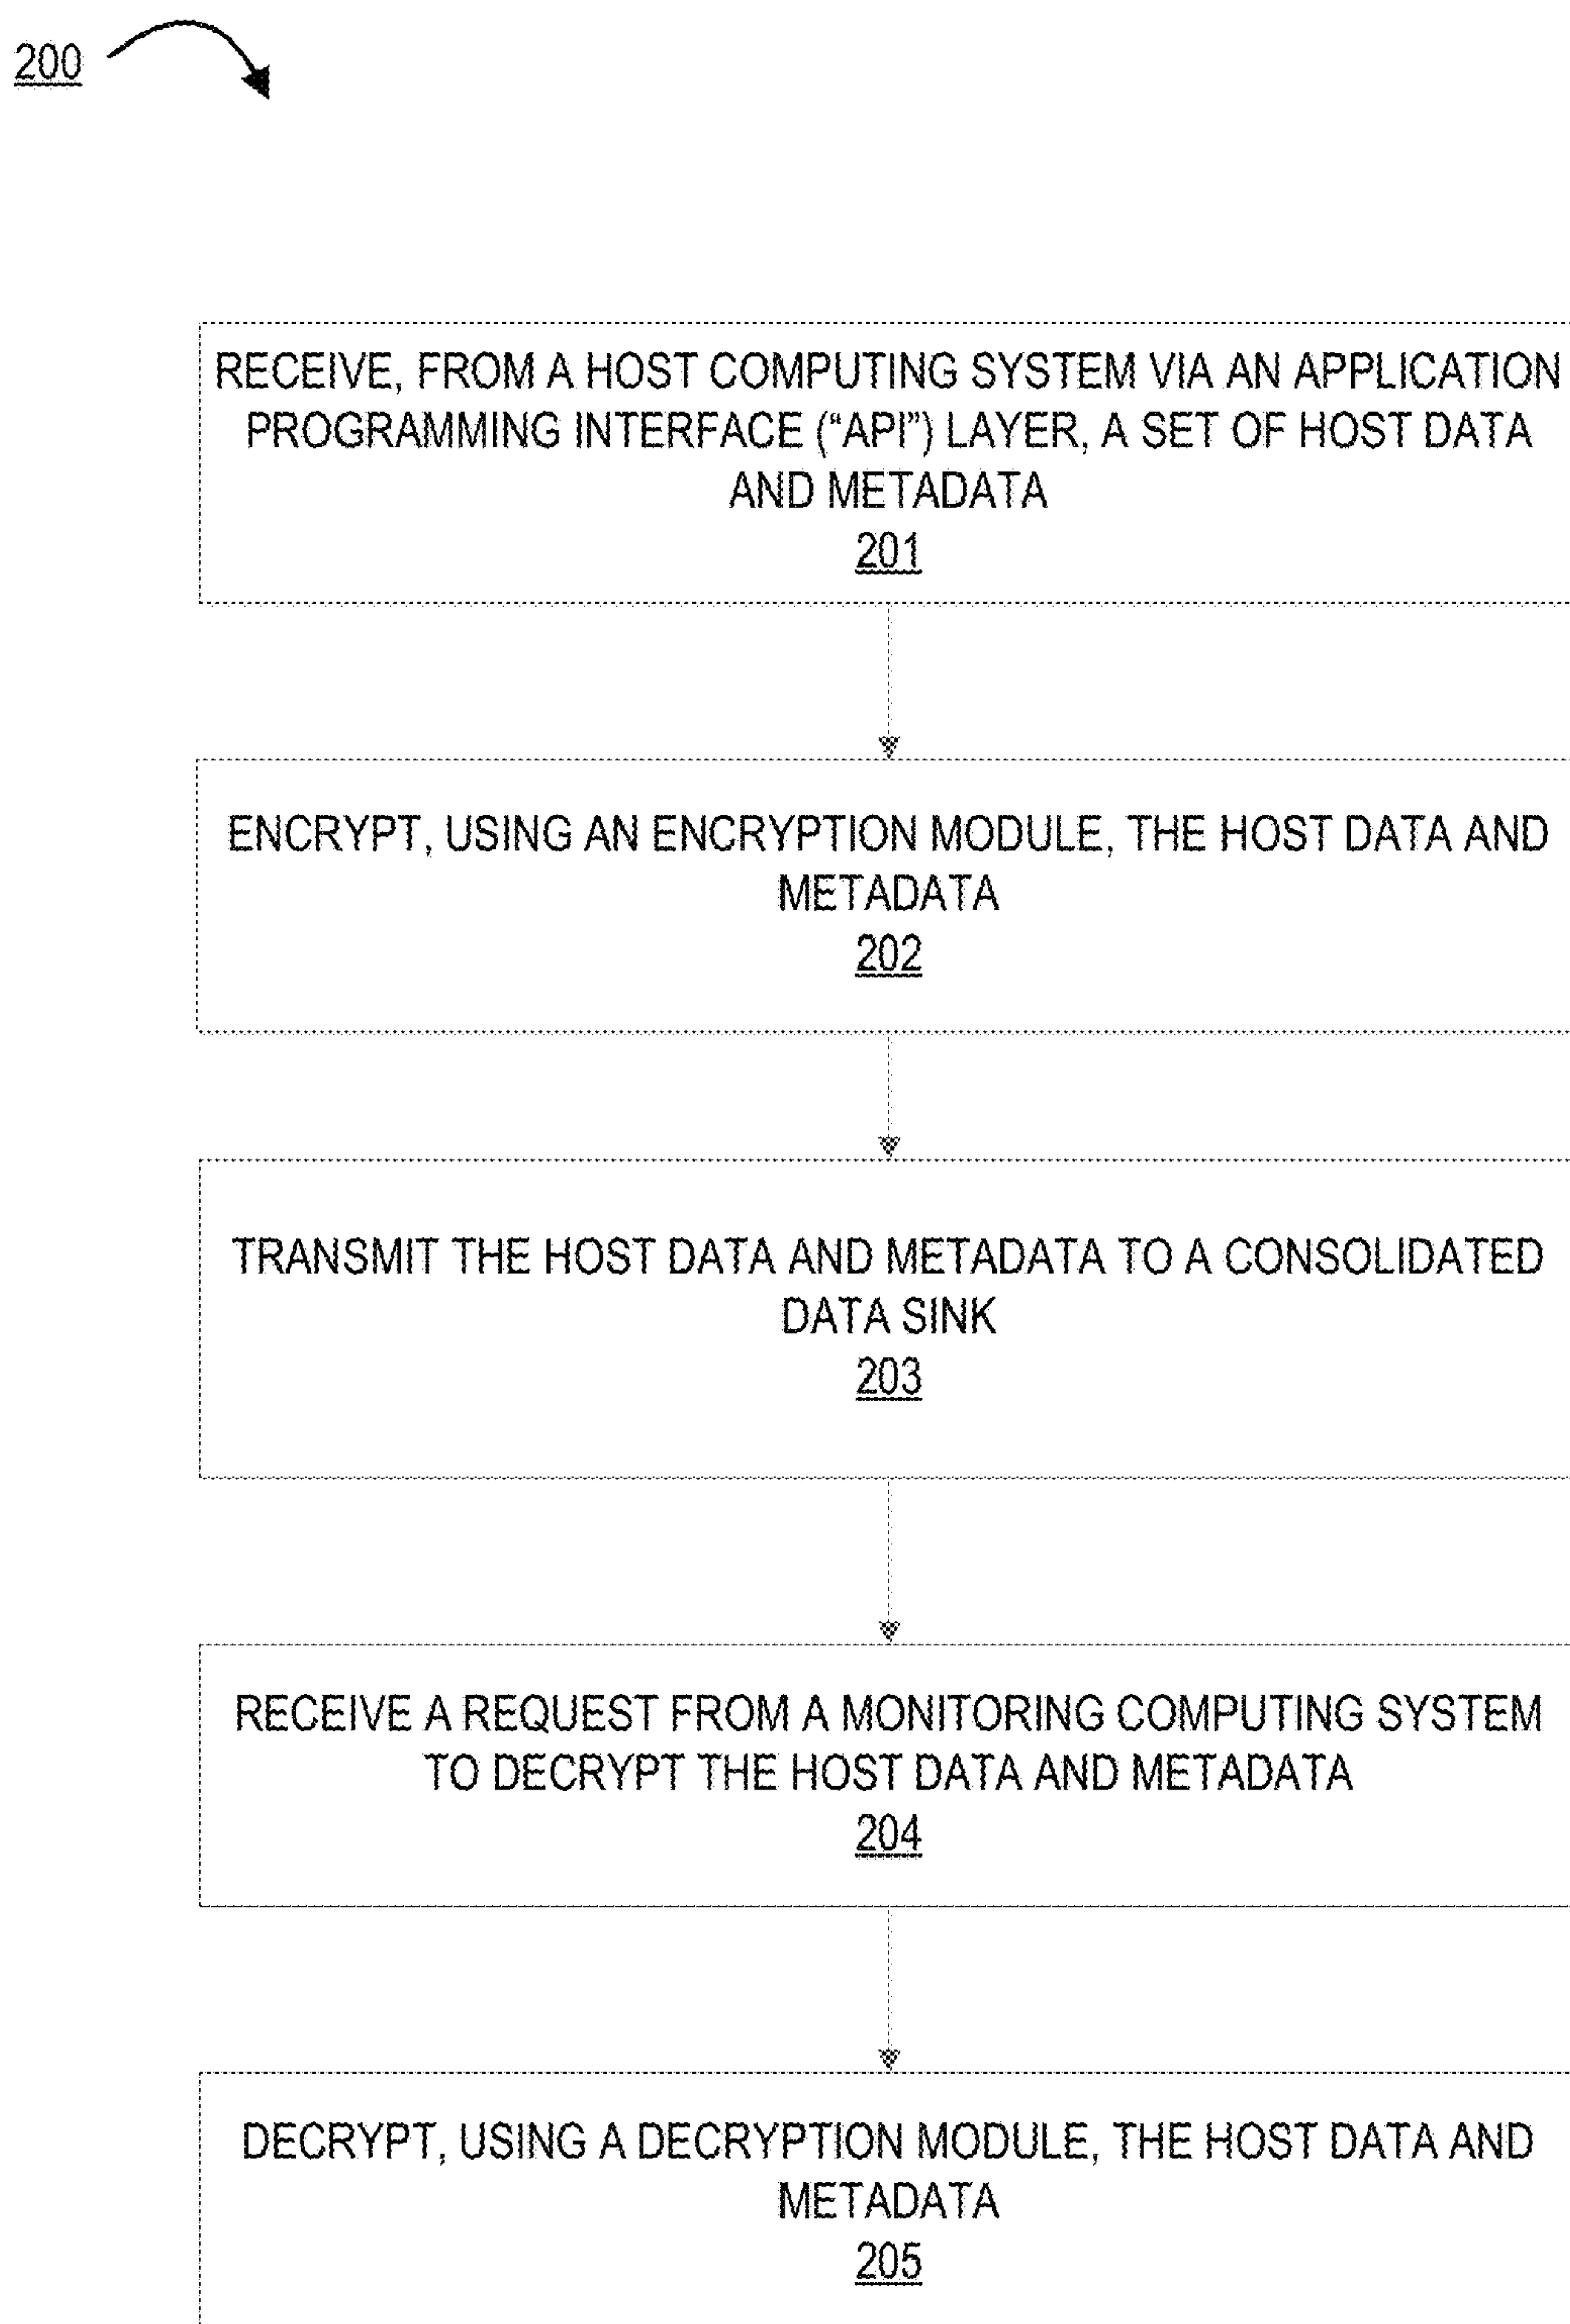 200
RECEIVE, FROM A HOST COMPUTING SYSTEM VIA AN APPLICATION
PROGRAMMING INTERFACE (“API”) LAYER, A SET OF HOST DATA
AND METADATA
201
ENCRYPT, USING AN ENCRYPTION MODULE, THE HOST DATA AND
METADATA
202
TRANSMIT THE HOST DATA AND METADATA TO A CONSOLIDATED
DATA SINK
203
RECEIVE A REQUEST FROM A MONITORING COMPUTING SYSTEM
TO DECRYPT THE HOST DATA AND METADATA
204
DECRYPT, USING A DECRYPTION MODULE, THE HOST DATA AND
METADATA
205